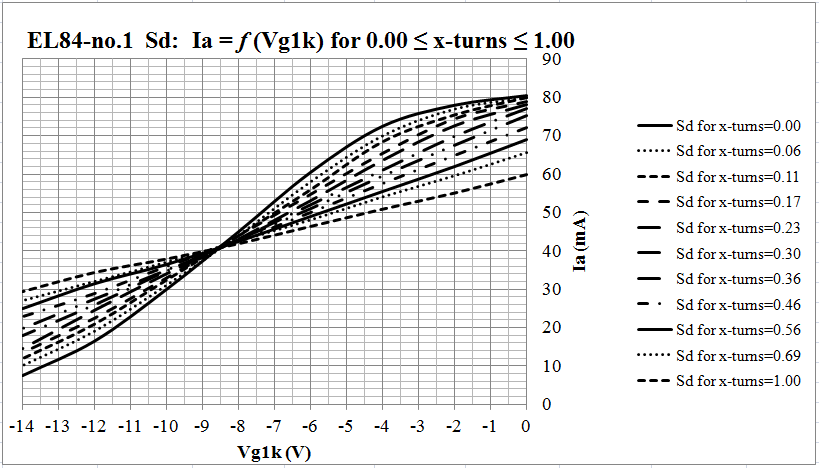 EL84-no.1 Sd: Ia = f (Vg1k) for 0.00 ≤ x-turns ≤ 1.00
90
80
70
60
50
40
30
20
10
0
Ia (mA)
-14 -13 -12 -11 -10 -9 -8 -7 -6 -5 -4 -3 -2 -1 0
Vg1k (V)
Sd for x-turns=0.00
Sd for x-turns=0.06
Sd for x-turns=0.11
Sd for x-turns=0.17
Sd for x-turns=0.23
Sd for x-turns=0.30
Sd for x-turns=0.36
Sd for x-turns=0.46
Sd for x-turns=0.56
Sd for x-turns=0.69
Sd for x-turns=1.00